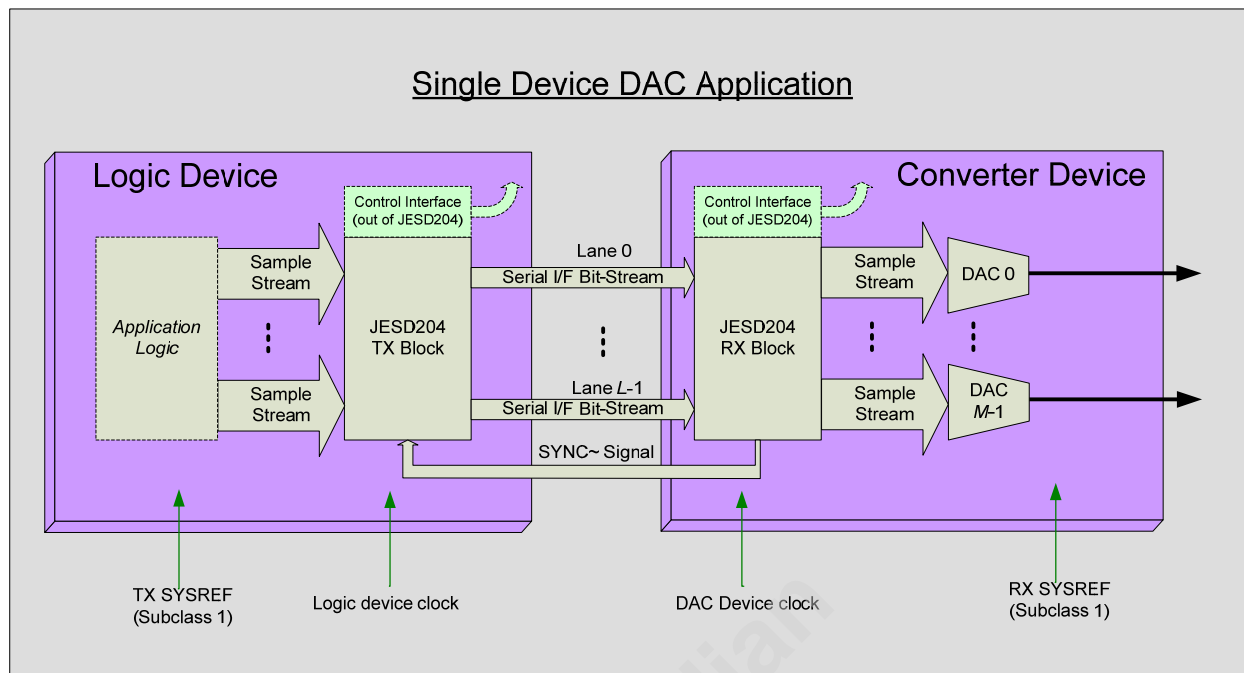 Single Device DAC Application
Logic Device
Converter Device
Control Interface
(out of JESD204)
Control Interface
(out of JESD204)
Application
Logic
Sample
Stream
Sample
Stream
JESD204
TX Block
Lane 0
Serial I/F Bit-Stream
Lane L-1
Serial I/F Bit-Stream
SYNC~ Signal
JESD204
RX Block
Sample
Stream
Sample
Stream
DAC 0
DAC
M-1
TX SYSREF
(Subclass 1)
Logic device clock
DAC Device clock
RX SYSREF
(Subclass 1)